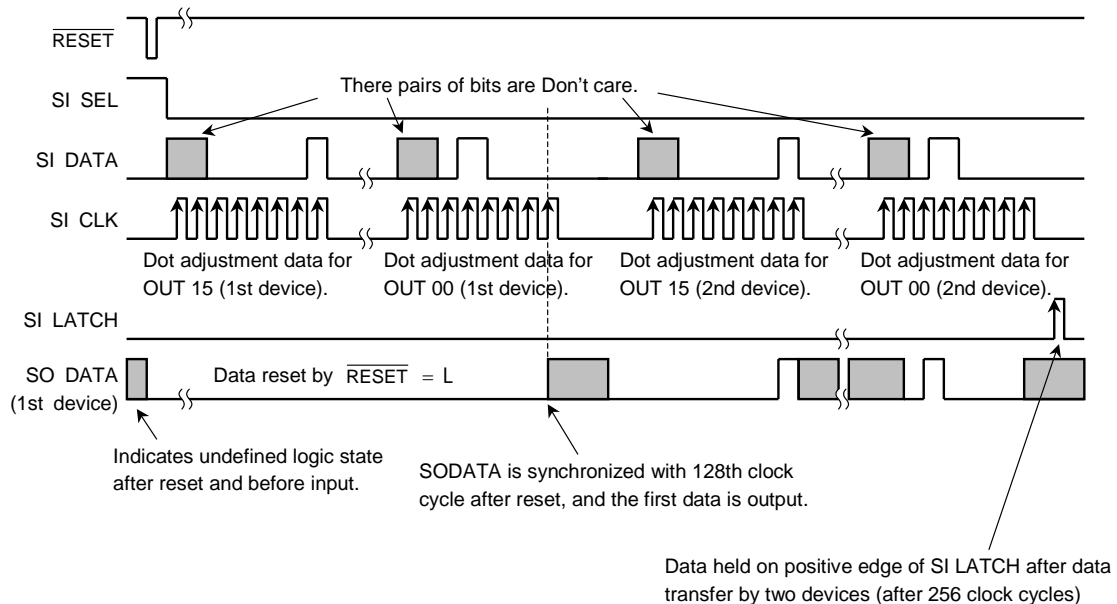 RESET
SI SEL
There pairs of bits are Don't care.
SI DATA
SI CLK
Dot adjustment data for
OUT 15 (1st device).
Dot adjustment data for
OUT 00 (1st device).
Dot adjustment data for
OUT 15 (2nd device).
Dot adjustment data for
OUT 00 (2nd device).
SI LATCH
SO DATA
(1st device)
Data reset by RESET = L
Indicates undefined logic state
after reset and before input.
SODATA is synchronized with 128th clock
cycle after reset, and the first data is output.
Data held on positive edge of SI LATCH after data
transfer by two devices (after 256 clock cycles)